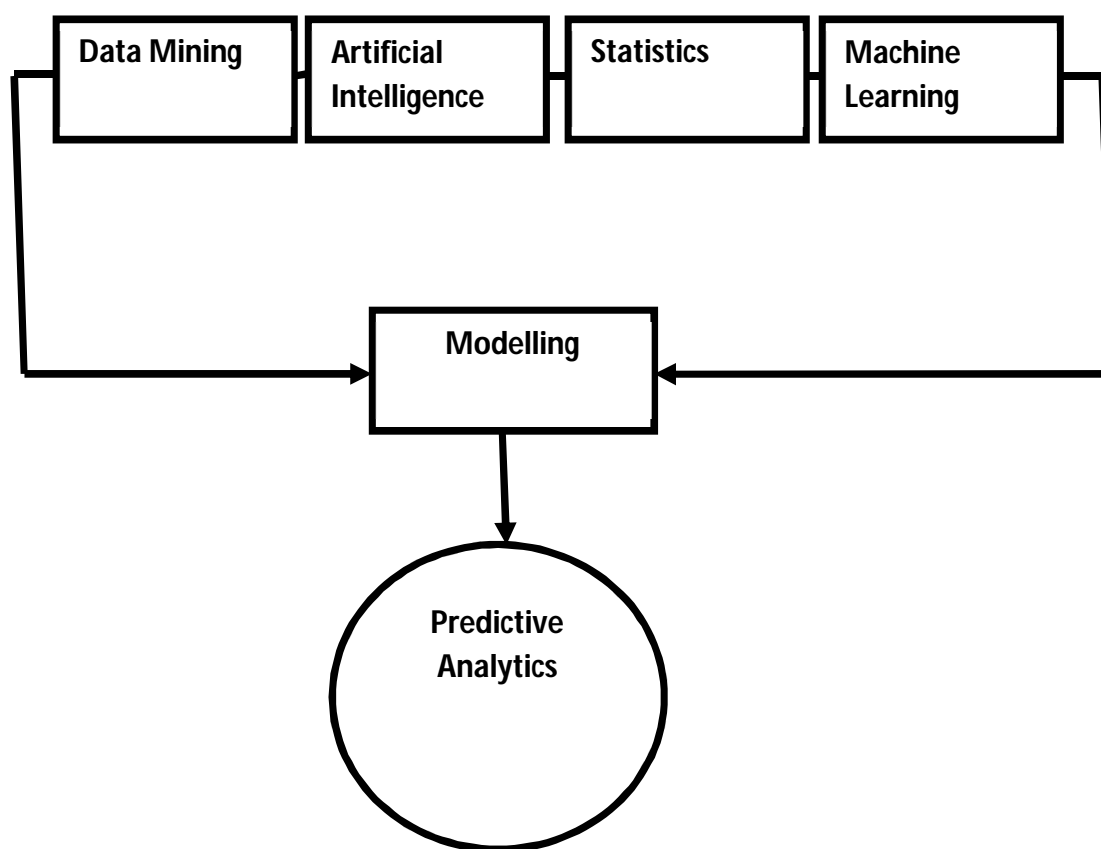 Data Mining
Artificial
Intelligence
Statistics
Machine
Learning
Modelling
Predictive
Analytics